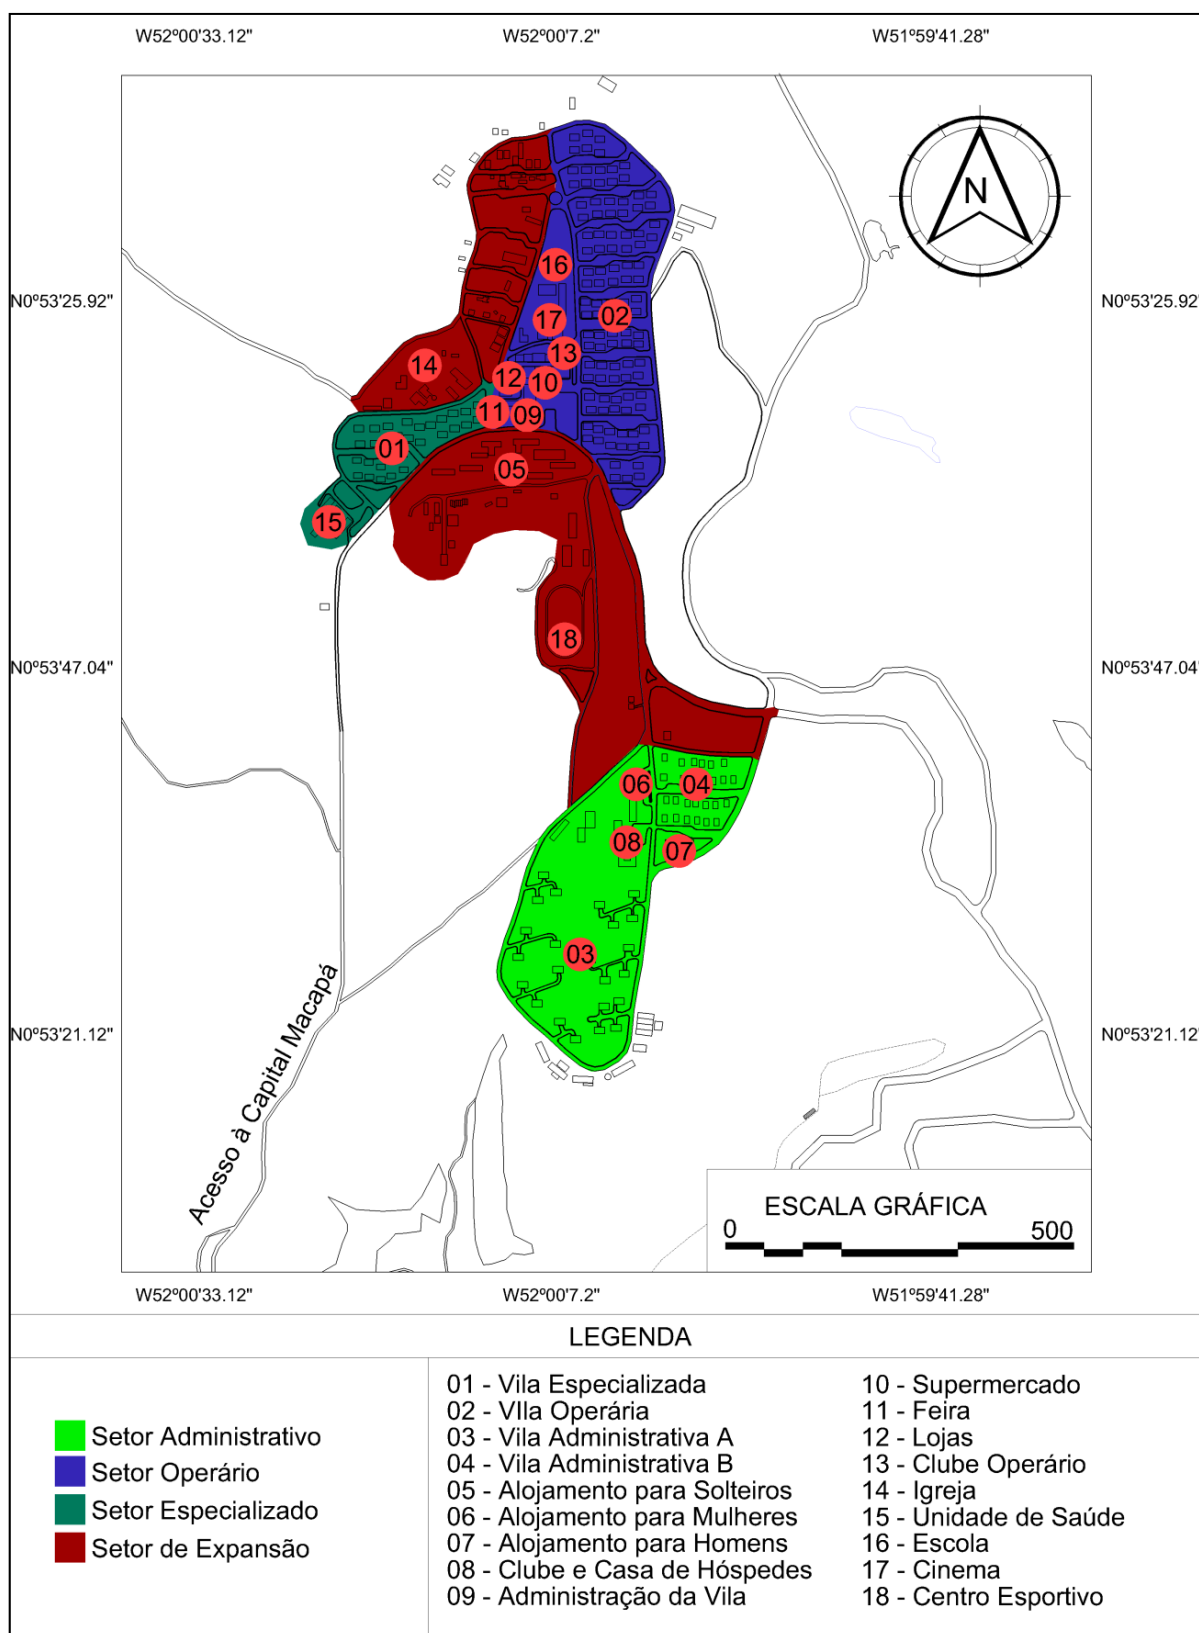 W52º00'33.12" W52º00'7.2" W51º59'41.28"
N
16
N0º53'25.92" N0º53'25.92"
02
17
13
14
12
10
11
09
01
05
15
18
N0º53'47.04" N0º53'47.04"
06
04
08
07
03
Acesso à Capital Macapá
N0º53'21.12" N0º53'21.12"
ESCALA GRÁFICA
0 500
W52º00'33.12" W52º00'7.2" W51º59'41.28"
LEGENDA
Setor Administrativo
Setor Operário
Setor Especializado
Setor de Expansão
01 - Vila Especializada
02 - VIla Operária
03 - Vila Administrativa A
04 - Vila Administrativa B
05 - Alojamento para Solteiros
06 - Alojamento para Mulheres
07 - Alojamento para Homens
08 - Clube e Casa de Hóspedes
09 - Administração da Vila
10 - Supermercado
11 - Feira
12 - Lojas
13 - Clube Operário
14 - Igreja
15 - Unidade de Saúde
16 - Escola
17 - Cinema
18 - Centro Esportivo